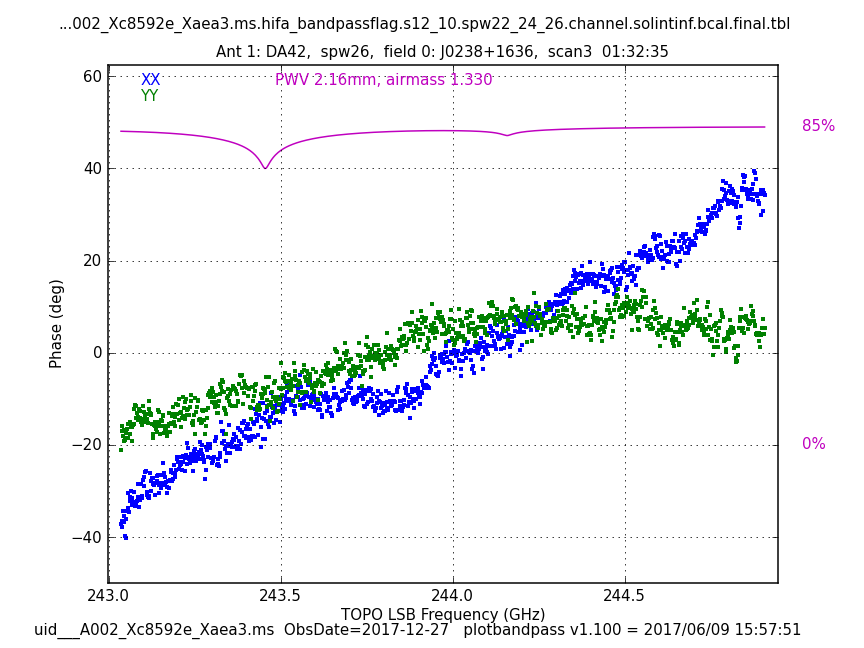 ...002_Xc8592e_Xaea3.ms.hifa_bandpassflag.s12_10.spw22_24_26.channel.solintinf.bcal.final.tbl
Ant 1: DA42,  spw26,  field 0: J0238+1636,  scan3  01:32:35
XX
YY
PWV 2.16mm, airmass 1.330
85%
0%
60
40
20
0
−20
−40
Phase (deg)
243.0
243.5
244.0
244.5
TOPO LSB Frequency (GHz)
uid___A002_Xc8592e_Xaea3.ms  ObsDate=2017-12-27   plotbandpass v1.100 = 2017/06/09 15:57:51